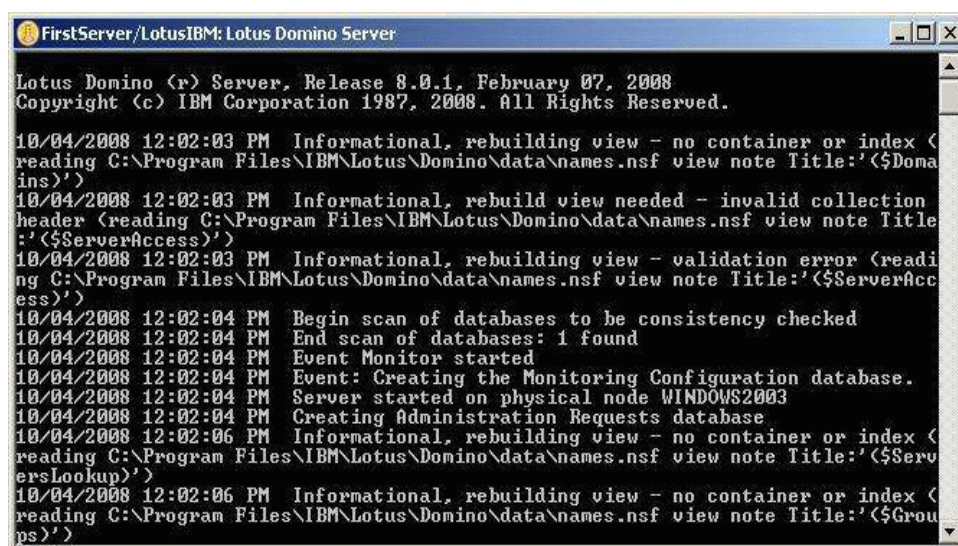 FirstServer/LotusIBM: Lotus Domino Server
Lotus Domino (r) Server, Release 8.0.1, February 07, 2008
Copyright (c) IBM Corporation 1987, 2008. All Rights Reserved.
10/04/2008 12:02:03 PM  Informational, rebuilding view - no container or index (
reading C:\Program Files\IBM\Lotus\Domino\data\names.nsf view note Title:'($Doma
ins)')
10/04/2008 12:02:03 PM  Informational, rebuild view needed - invalid collection
header (reading C:\Program Files\IBM\Lotus\Domino\data\names.nsf view note Title
:'($ServerAccess)')
10/04/2008 12:02:03 PM  Informational, rebuilding view - validation error (readi
ng C:\Program Files\IBM\Lotus\Domino\data\names.nsf view note Title:'($ServerAcc
ess)')
10/04/2008 12:02:04 PM  Begin scan of databases to be consistency checked
10/04/2008 12:02:04 PM  End scan of databases: 1 found
10/04/2008 12:02:04 PM  Event Monitor started
10/04/2008 12:02:04 PM  Event: Creating the Monitoring Configuration database.
10/04/2008 12:02:04 PM  Server started on physical node WINDOWS2003
10/04/2008 12:02:04 PM  Creating Administration Requests database
10/04/2008 12:02:06 PM  Informational, rebuilding view - no container or index (
reading C:\Program Files\IBM\Lotus\Domino\data\names.nsf view note Title:'($Serv
ersLookup)')
10/04/2008 12:02:06 PM  Informational, rebuilding view - no container or index (
reading C:\Program Files\IBM\Lotus\Domino\data\names.nsf view note Title:'($Grou
ps)')